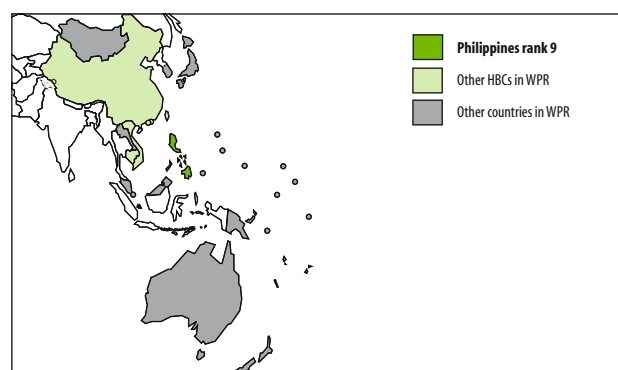 Philippines rank 9
Other HBCs in WPR
Other countries in WPR